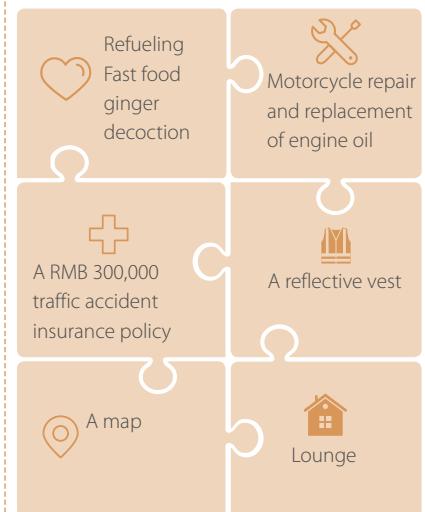 Refueling
Fast food
ginger
decoction
Motorcycle repair
and replacement
of engine oil
A RMB 300,000
traffic accident
insurance policy
A reflective vest
A map
Lounge